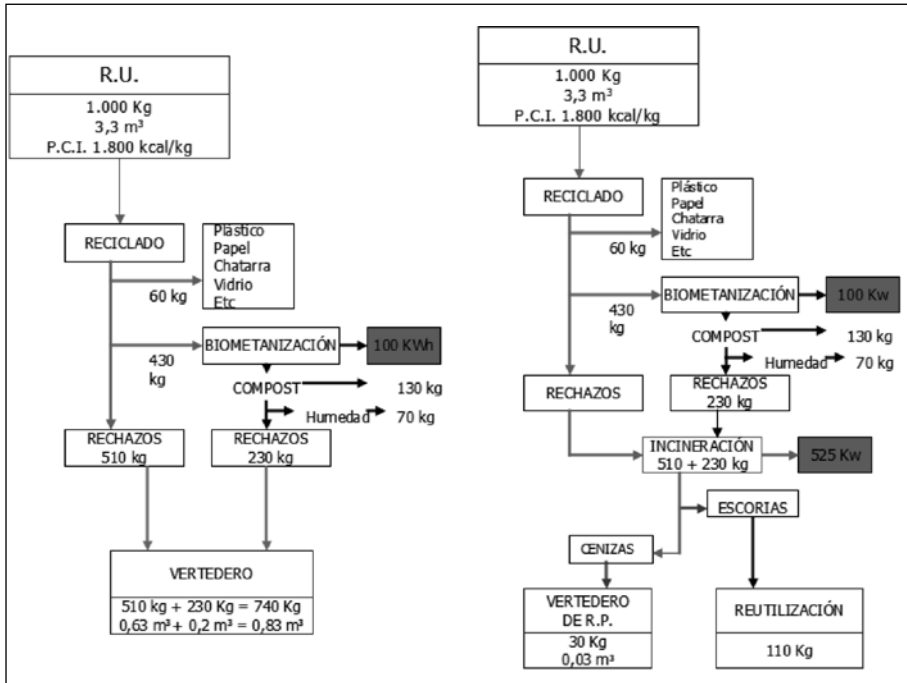 R.U.
1.000 Kg
3,3 m³
P.C.I. 1.800 kcal/kg
RECICLADO
Plástico
Papel
Chatarra
Vidrio
Etc
60 kg
BIOMETANIZACIÓN
100 KWh
430
kg
COMPOST
130 kg
Humedad
70 kg
RECHAZOS
510 kg
RECHAZOS
230 kg
VERTEDERO
510 kg + 230 Kg = 740 Kg
0,63 m³ + 0,2 m³ = 0,83 m³
R.U.
1.000 Kg
3,3 m³
P.C.I. 1.800 kcal/kg
RECICLADO
Plástico
Papel
Chatarra
Vidrio
Etc
60 kg
BIOMETANIZACIÓN
100 Kw
430
kg
COMPOST
130 kg
Humedad
70 kg
RECHAZOS
RECHAZOS
230 kg
INCINERACIÓN
510 + 230 kg
525 Kw
ESCORIAS
CENIZAS
VERTEDERO
DE R.P.
30 Kg
0,03 m³
REUTILIZACIÓN
110 Kg